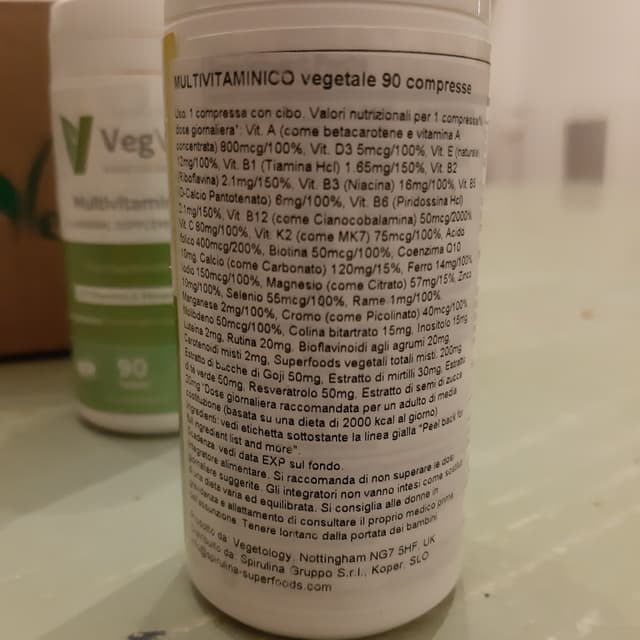 MULTIVITAMINICO vegetale 90 compresse
Uso: 1 compressa con cibo. Valori nutrizionali per 1 compressa/%
dose giornaliera*: Vit. A (come betacarotene e vitamina A
concentrata) 800mcg/100%, Vit. D3 5mcg/100%, Vit. E (naturale)
12mg/100%, Vit. B1 (Tiamina Hcl) 1.65mg/150%, Vit. B2
(Riboflavina) 2.1mg/150%, Vit. B3 (Niacina) 16mg/100%, Vit. B5
(D-Calcio Pantotenato) 6mg/100%, Vit. B6 (Piridossina Hcl)
2.1mg/150%, Vit. B12 (come Cianocobalamina) 50mcg/2000%
Vit. C 80mg/100%, Vit. K2 (come MK7) 75mcg/100%, Acido
folico 400mcg/200%, Biotina 50mcg/100%, Coenzima Q10
10mg, Calcio (come Carbonato) 120mg/15%, Ferro 14mg/100%
Iodio 150mcg/100%, Magnesio (come Citrato) 57mg/15%, Zinco
10mg/100%, Selenio 55mcg/100%, Rame 1mg/100%,
Manganese 2mg/100%, Cromo (come Picolinato) 40mcg/100%
Molibdeno 50mcg/100%, Colina bitartrato 15mg, Inositolo 15mg
Luteina 2mg, Rutina 20mg, Bioflavinoidi agli agrumi 20mg,
Carotenoidi misti 2mg, Superfoods vegetali totali misti. 200mg
Estratto di bucche di Goji 50mg, Estratto di mirtilli 30mg, Estratto
di tè verde 50mg, Resveratrolo 50mg, Estratto di semi di zucca
20mg *Dose giornaliera raccomandata per un adulto di media
costituzione (basata su una dieta di 2000 kcal al giorno)
Ingredienti: vedi etichetta sottostante la linea gialla "Peel back for
full ingredient list and more".
Scadenza: vedi data EXP sul fondo.
Integratore alimentare. Si raccomanda di non superare le dosi
giornaliere suggerite. Gli integratori non vanno intesi come sostituti
di una dieta varia ed equilibrata. Si consiglia alle donne in
gravidanza e allattamento di consultare il proprio medico prima
dell'assunzione. Tenere lontano dalla portata dei bambini
Prodotto da: Vegetology, Nottingham NG7 5HF, UK
Distribuito da: Spirulina Gruppo S.r.l., Koper, SLO
info@spirulina-superfoods.com
VegV
Multivitamin
90